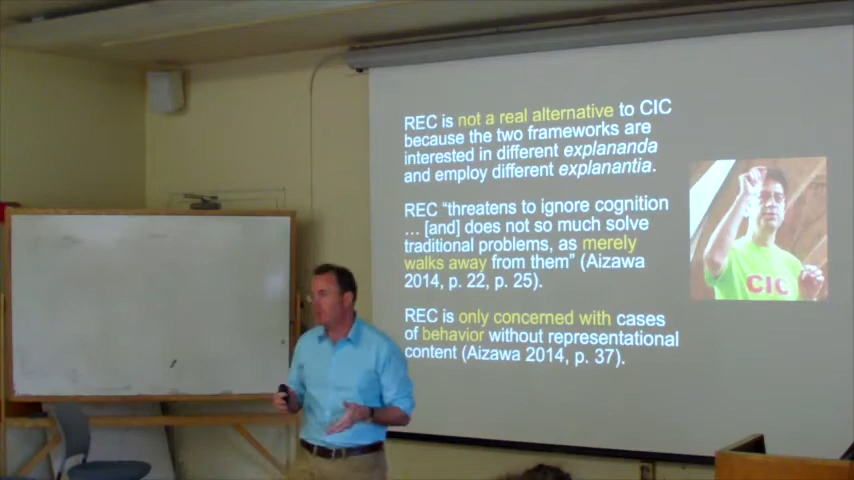 REC is not a real alternative to CIC
because the two frameworks are
interested in different explananda
and employ different explanantia.
REC “threatens to ignore cognition
... [and] does not so much solve
traditional problems, as merely
walks away from them” (Aizawa
2014, p. 22, p. 25).
REC is only concerned with cases
of behavior without representational
content (Aizawa 2014, p. 37).
CIC